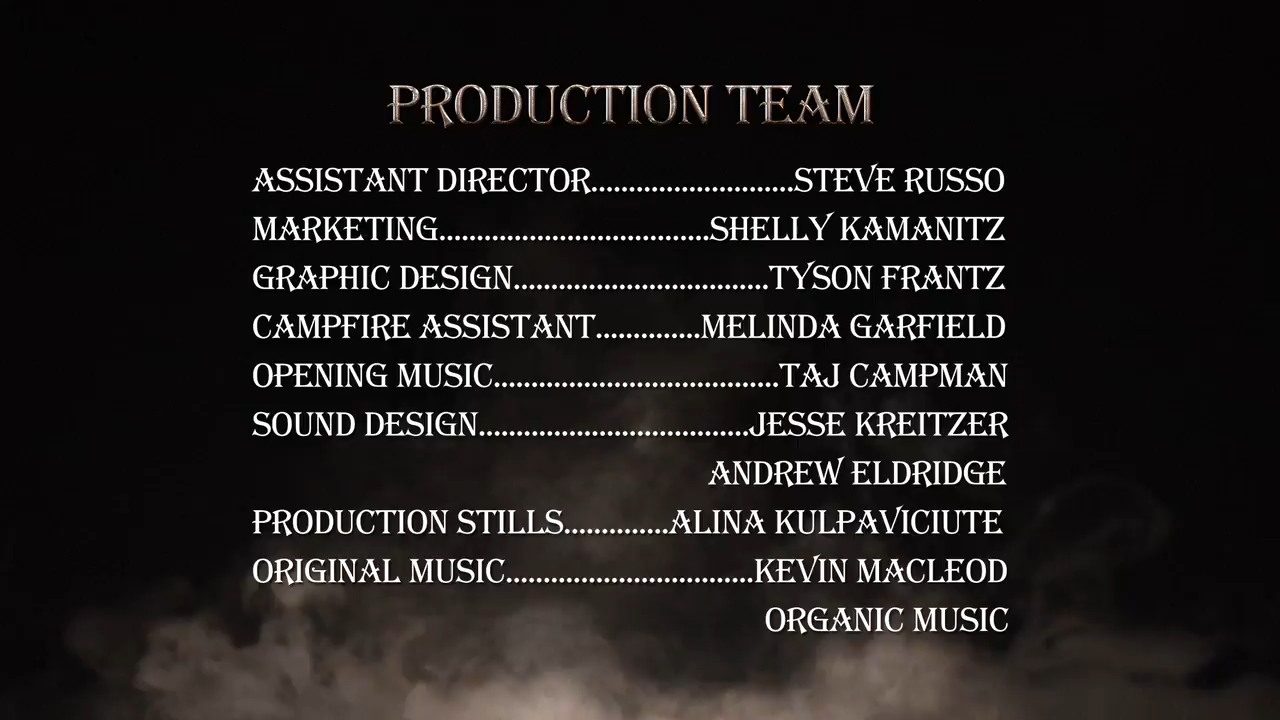 PRODUCTION TEAM
ASSISTANT DIRECTOR...........................STEVE RUSSO
MARKETING....................................SHELLY KAMANITZ
GRAPHIC DESIGN..................................TYSON FRANTZ
CAMPFIRE ASSISTANT..............MELINDA GARFIELD
OPENING MUSIC......................................TAJ CAMPMAN
SOUND DESIGN....................................JESSE KREITZER
ANDREW ELDRIDGE
PRODUCTION STILLS..............ALINA KULPAVICIUTE
ORIGINAL MUSIC.................................KEVIN MACLEOD
ORGANIC MUSIC